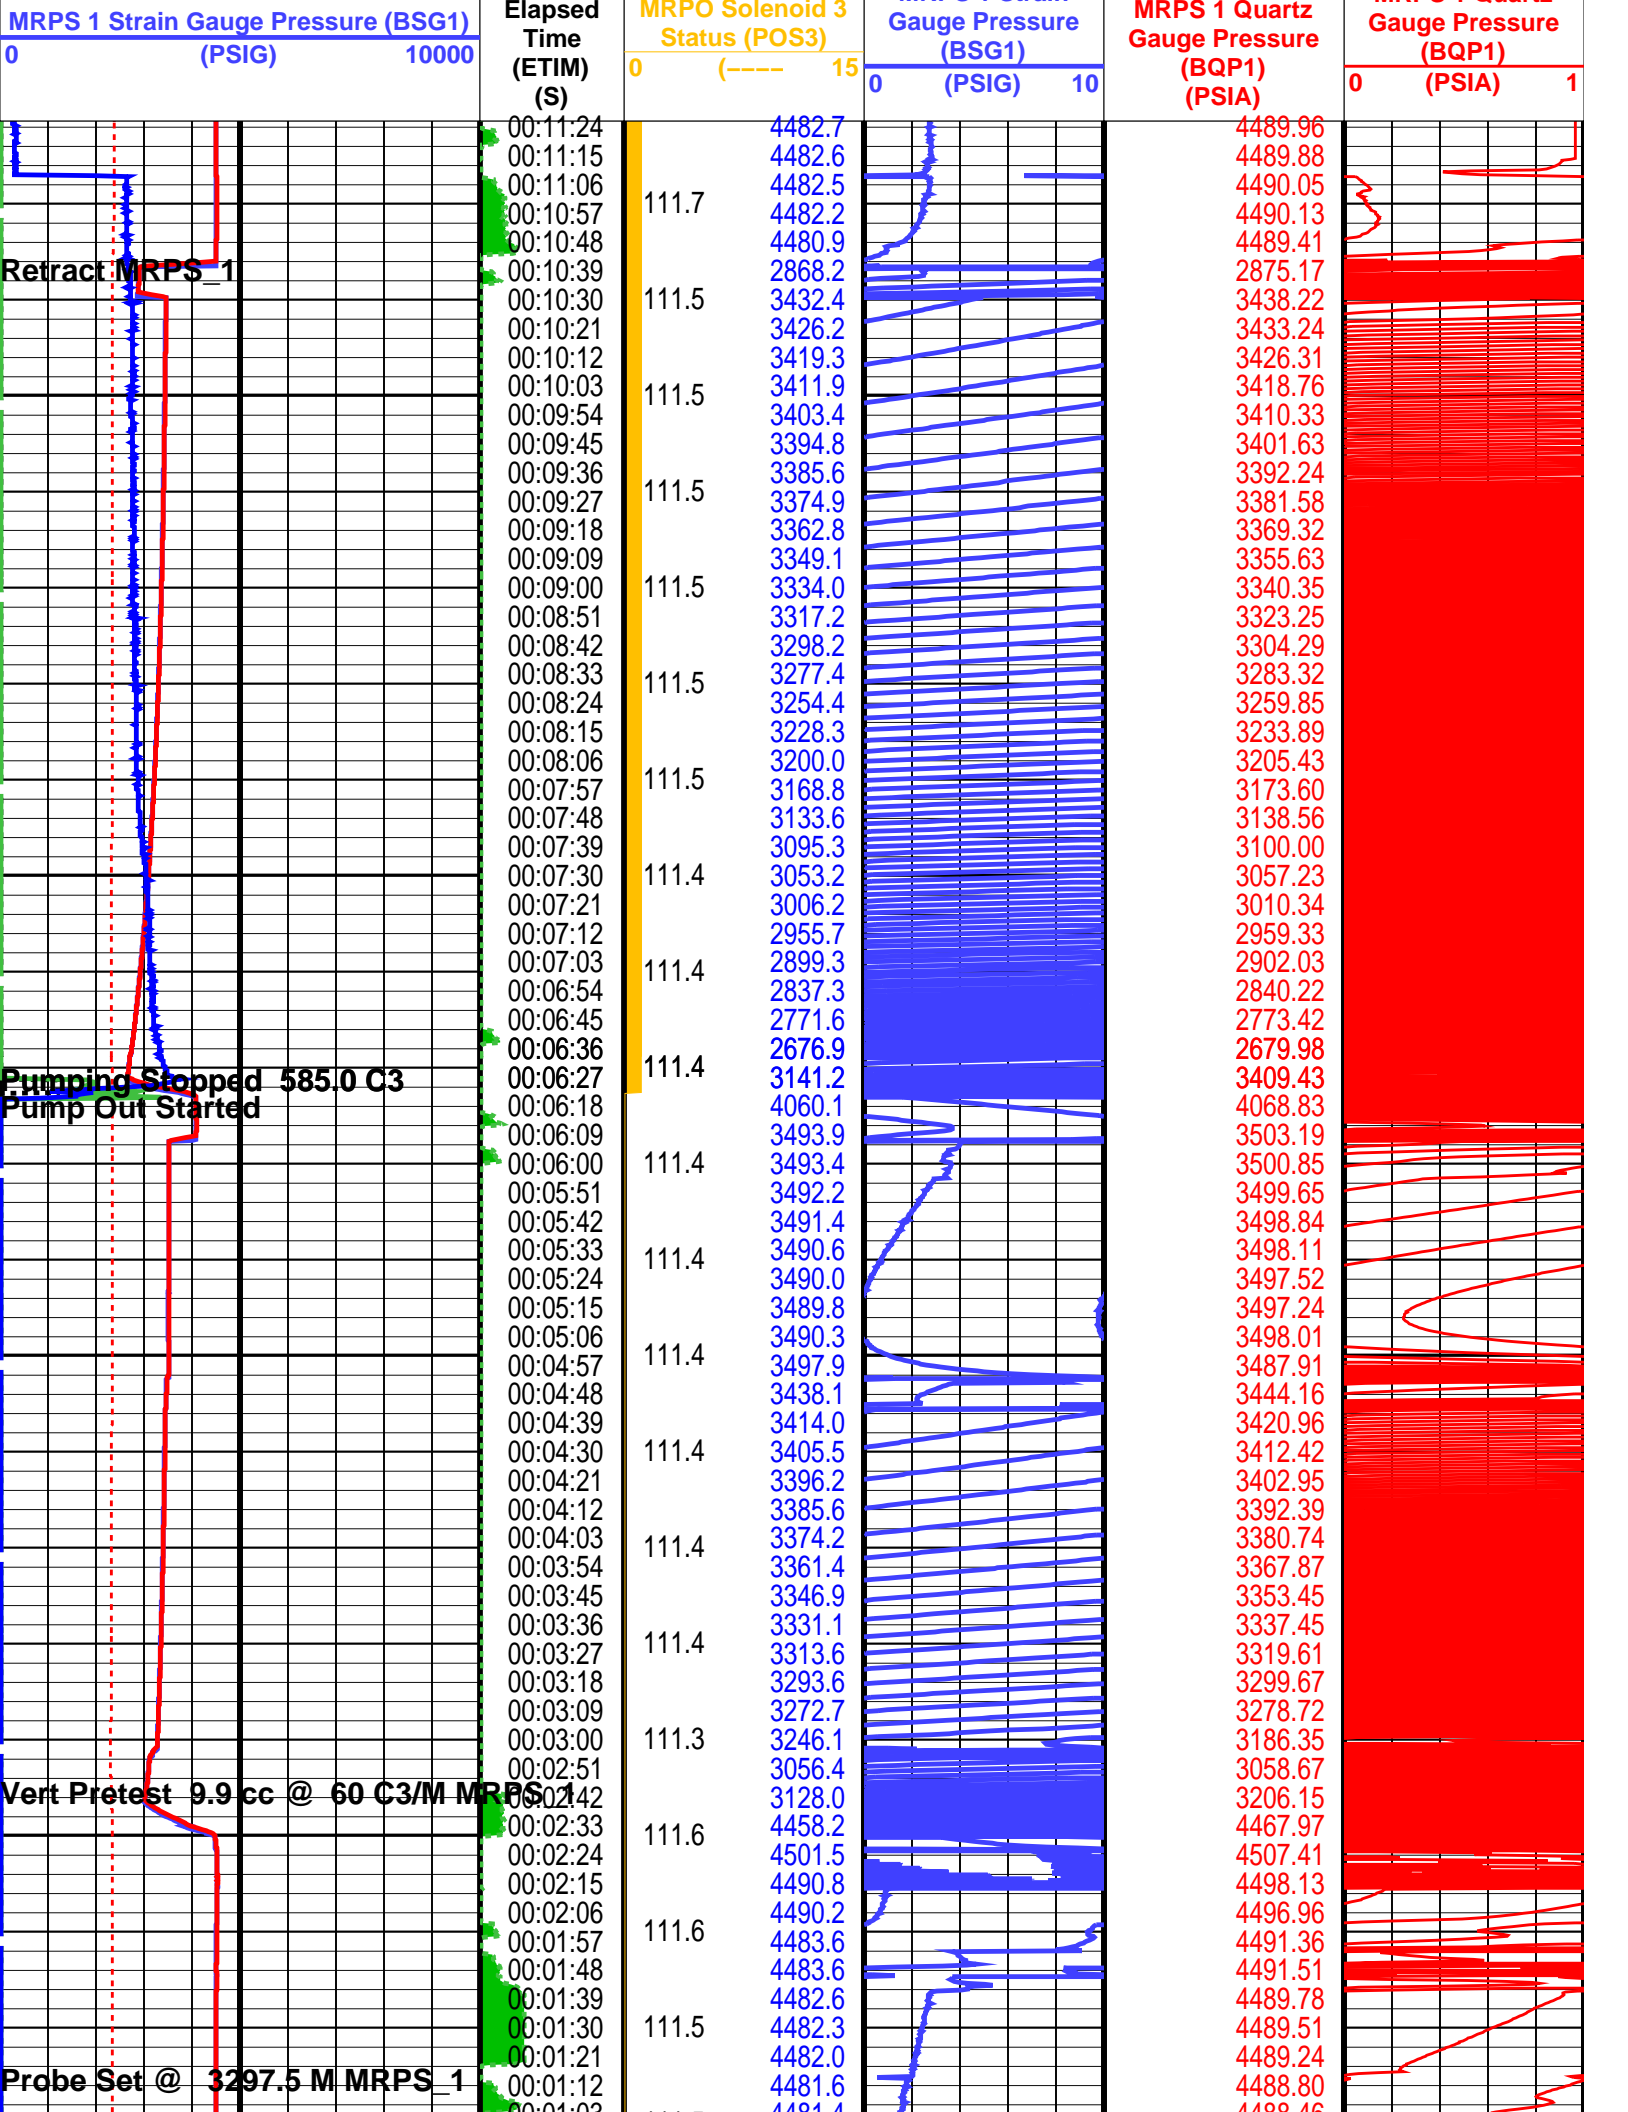 MRPS 1 Strain Gauge Pressure (BSG1)
0 (PSIG) 10000
Elapsed
Time
(ETIM)
(S)
MRPO Solenoid 3
Status (POS3)
0 (---- 15
MRPS 1 Strain
Gauge Pressure
(BSG1)
0 (PSIG) 10
MRPS 1 Quartz
Gauge Pressure
(BQP1)
(PSIA)
MRPS 1 Quartz
Gauge Pressure
(BQP1)
0 (PSIA) 1
00:11:24 4482.7 4489.96
00:11:15 4482.6 4489.88
00:11:06 4482.5 4490.05
111.7
00:10:57 4482.2 4490.13
00:10:48 4480.9 4489.41
Retract MRPS_1
00:10:39 2868.2 2875.17
00:10:30 111.5 3432.4 3438.22
00:10:21 3426.2 3433.24
00:10:12 3419.3 3426.31
00:10:03 111.5 3411.9 3418.76
00:09:54 3403.4 3410.33
00:09:45 3394.8 3401.63
00:09:36 3385.6 3392.24
00:09:27 111.5 3374.9 3381.58
00:09:18 3362.8 3369.32
00:09:09 3349.1 3355.63
00:09:00 111.5 3334.0 3340.35
00:08:51 3317.2 3323.25
00:08:42 3298.2 3304.29
00:08:33 111.5 3277.4 3283.32
00:08:24 3254.4 3259.85
00:08:15 3228.3 3233.89
00:08:06 3200.0 3205.43
00:07:57 111.5 3168.8 3173.60
00:07:48 3133.6 3138.56
00:07:39 3095.3 3100.00
00:07:30 111.4 3053.2 3057.23
00:07:21 3006.2 3010.34
00:07:12 2955.7 2959.33
00:07:03 111.4 2899.3 2902.03
00:06:54 2837.3 2840.22
00:06:45 2771.6 2773.42
00:06:36 2676.9 2679.98
111.4
Pumping Stopped 585.0 C3
00:06:27 3141.2 3409.43
Pump Out Started
00:06:18 4060.1 4068.83
00:06:09 3493.9 3503.19
00:06:00 111.4 3493.4 3500.85
00:05:51 3492.2 3499.65
00:05:42 3491.4 3498.84
00:05:33 111.4 3490.6 3498.11
00:05:24 3490.0 3497.52
00:05:15 3489.8 3497.24
00:05:06 3490.3 3498.01
00:04:57 111.4 3497.9 3487.91
00:04:48 3438.1 3444.16
00:04:39 3414.0 3420.96
00:04:30 111.4 3405.5 3412.42
00:04:21 3396.2 3402.95
00:04:12 3385.6 3392.39
00:04:03 111.4 3374.2 3380.74
00:03:54 3361.4 3367.87
00:03:45 3346.9 3353.45
00:03:36 3331.1 3337.45
00:03:27 111.4 3313.6 3319.61
00:03:18 3293.6 3299.67
00:03:09 3272.7 3278.72
00:03:00 111.3 3246.1 3186.35
00:02:51 3056.4 3058.67
Vert Pretest 9.9 cc @ 60 C3/M MRPS_1
00:02:42 3128.0 3206.15
00:02:33 111.6 4458.2 4467.97
00:02:24 4501.5 4507.41
00:02:15 4490.8 4498.13
00:02:06 4490.2 4496.96
00:01:57 111.6 4483.6 4491.36
00:01:48 4483.6 4491.51
00:01:39 4482.6 4489.78
00:01:30 111.5 4482.3 4489.51
00:01:21 4482.0 4489.24
Probe Set @ 3297.5 M MRPS_1
00:01:12 4481.6 4488.80
00:01:03 4481.4 4488.46